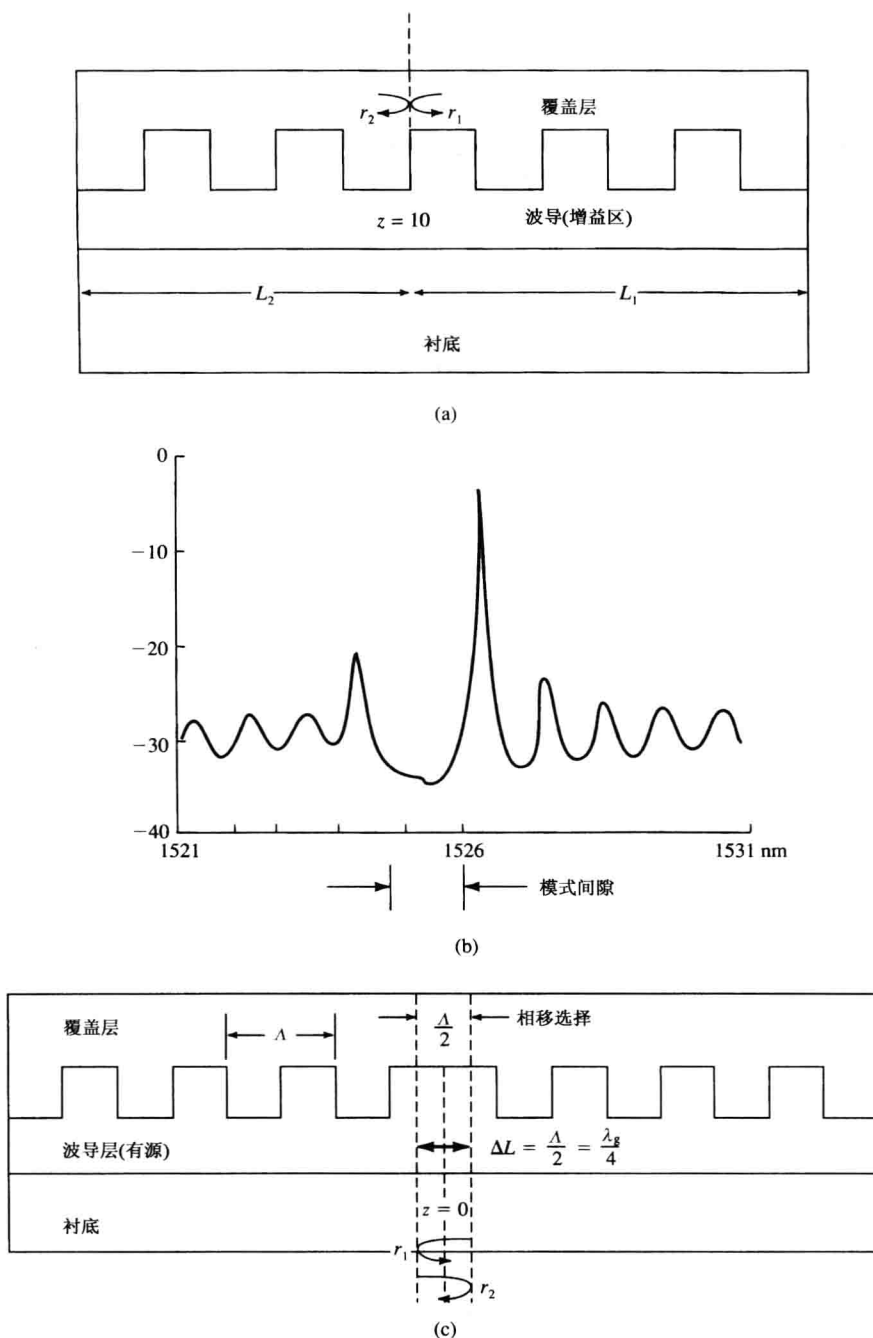 r₂ r₁ 覆盖层
z = 10 波导(增益区)
L₂ L₁
衬底
(a)
0
−10
−20
−30
−40
1521 1526 1531 nm
模式间隙
(b)
覆盖层 Λ Λ/2 相移选择
波导层(有源) ΔL = Λ/2 = λg/4
z = 0
衬底
r₁
r₂
(c)